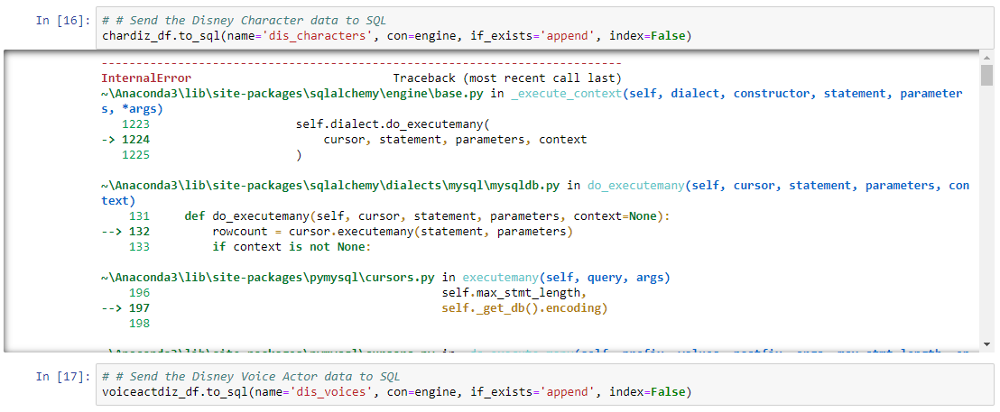 In [16]: # # Send the Disney Character data to SQL
chardiz_df.to_sql(name='dis_characters', con=engine, if_exists='append', index=False)
---------------------------------------------------------------------------
InternalError                             Traceback (most recent call last)
~\Anaconda3\lib\site-packages\sqlalchemy\engine\base.py in _execute_context(self, dialect, constructor, statement, parameter
s, *args)
   1223                     self.dialect.do_executemany(
-> 1224                         cursor, statement, parameters, context
   1225                     )
~\Anaconda3\lib\site-packages\sqlalchemy\dialects\mysql\mysqldb.py in do_executemany(self, cursor, statement, parameters, con
text)
    131     def do_executemany(self, cursor, statement, parameters, context=None):
--> 132         rowcount = cursor.executemany(statement, parameters)
    133         if context is not None:
~\Anaconda3\lib\site-packages\pymysql\cursors.py in executemany(self, query, args)
    196                                          self.max_stmt_length,
--> 197                                          self._get_db().encoding)
    198
In [17]: # # Send the Disney Voice Actor data to SQL
voiceactdiz_df.to_sql(name='dis_voices', con=engine, if_exists='append', index=False)